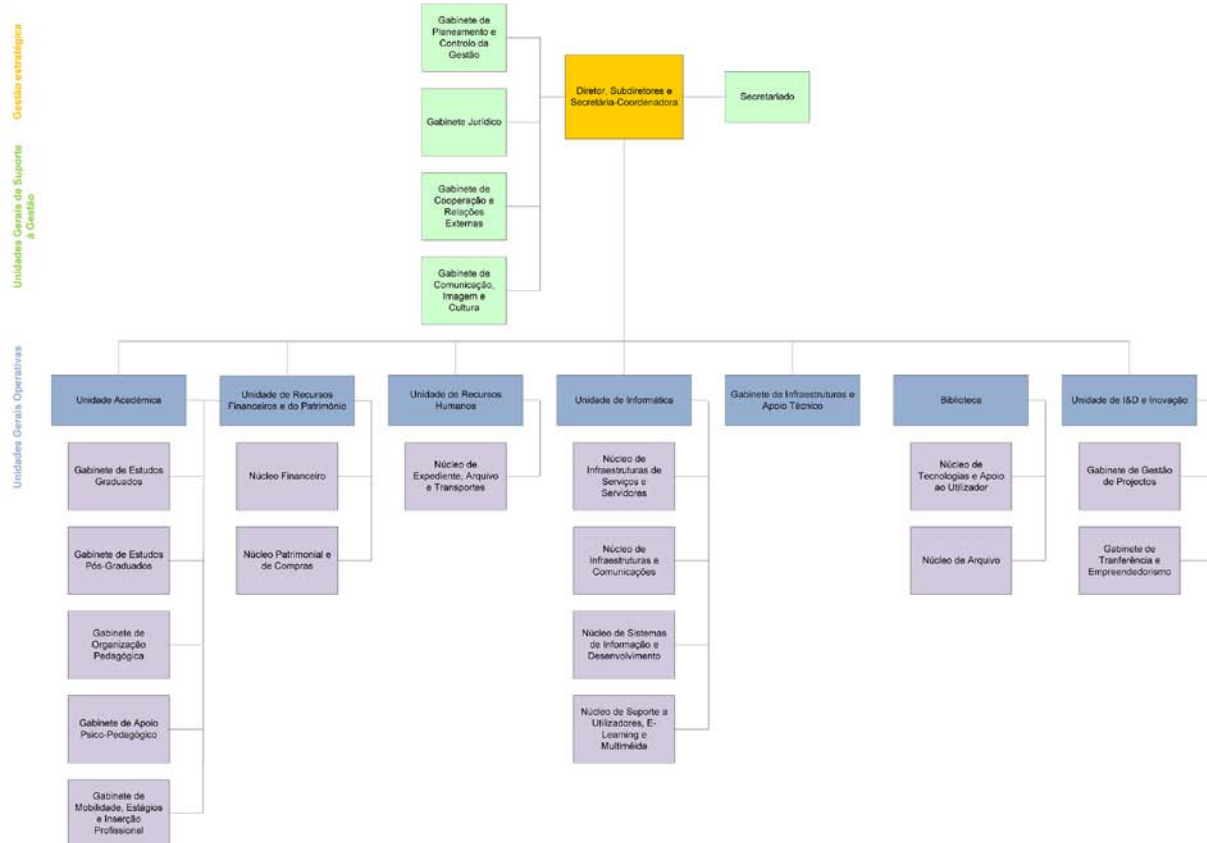 Gestão estratégica
Unidades Gerais de Suporte
à Gestão
Unidades Gerais Operativas
Gabinete de
Planeamento e
Controlo da
Gestão
Diretor, Subdiretores e
Secretária-Coordenadora
Secretariado
Gabinete Jurídico
Gabinete de
Cooperação e
Relações
Externas
Gabinete de
Comunicação,
Imagem e
Cultura
Unidade Académica
Unidade de Recursos
Financeiros e do Património
Unidade de Recursos
Humanos
Unidade de Informática
Gabinete de Infraestruturas e
Apoio Técnico
Biblioteca
Unidade de I&D e Inovação
Gabinete de Estudos
Graduados
Núcleo Financeiro
Núcleo de
Expediente, Arquivo
e Transportes
Núcleo de
Infraestruturas de
Serviços e
Servidores
Núcleo de
Tecnologias e Apoio
ao Utilizador
Gabinete de Gestão
de Projectos
Gabinete de Estudos
Pós-Graduados
Núcleo Patrimonial e
de Compras
Núcleo de
Infraestruturas e
Comunicações
Núcleo de Arquivo
Gabinete de
Tranferência e
Empreendedorismo
Gabinete de
Organização
Pedagógica
Núcleo de Sistemas
de Informação e
Desenvolvimento
Gabinete de Apoio
Psico-Pedagógico
Núcleo de Suporte a
Utilizadores, E-
Learning e
Multiméida
Gabinete de
Mobilidade, Estágios
e Inserção
Profissional